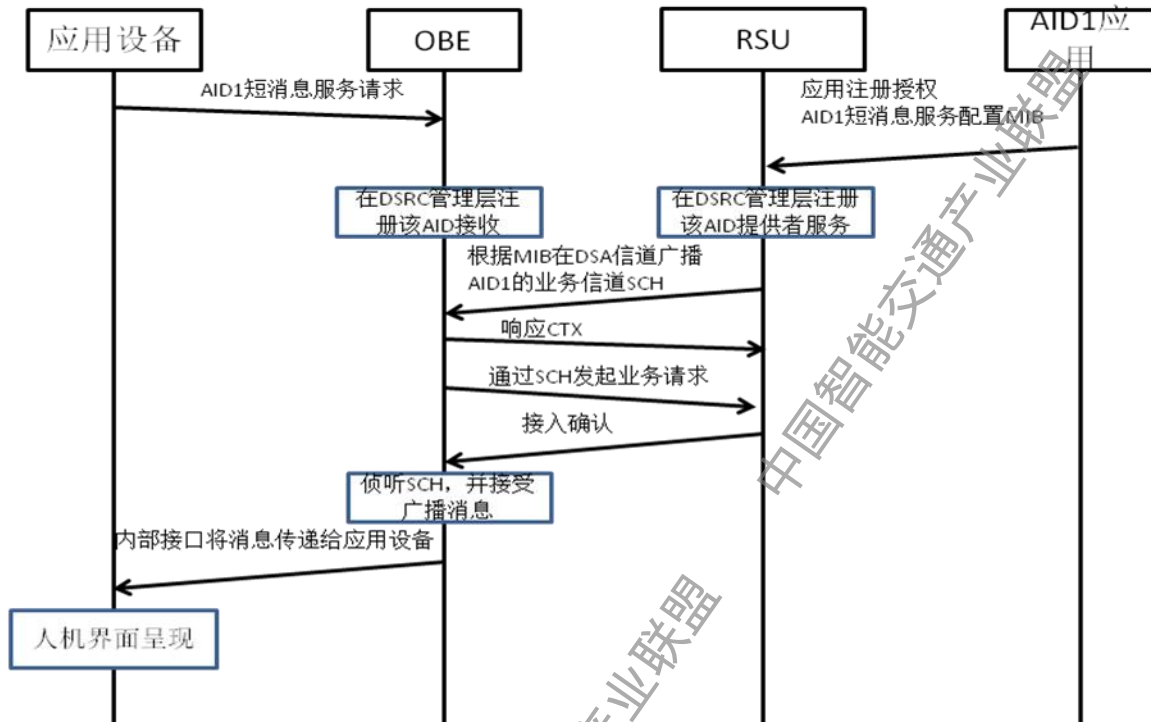 应用设备
OBE
RSU
AID1应
用
AID1短消息服务请求
应用注册授权
AID1短消息服务配置MIB
在DSRC管理层注
册该AID接收
在DSRC管理层注册
该AID提供者服务
根据MIB在DSA信道广播
AID1的业务信道SCH
响应CTX
通过SCH发起业务请求
接入确认
侦听SCH，并接受
广播消息
内部接口将消息传递给应用设备
人机界面呈现
中国智能交通产业联盟
产业联盟